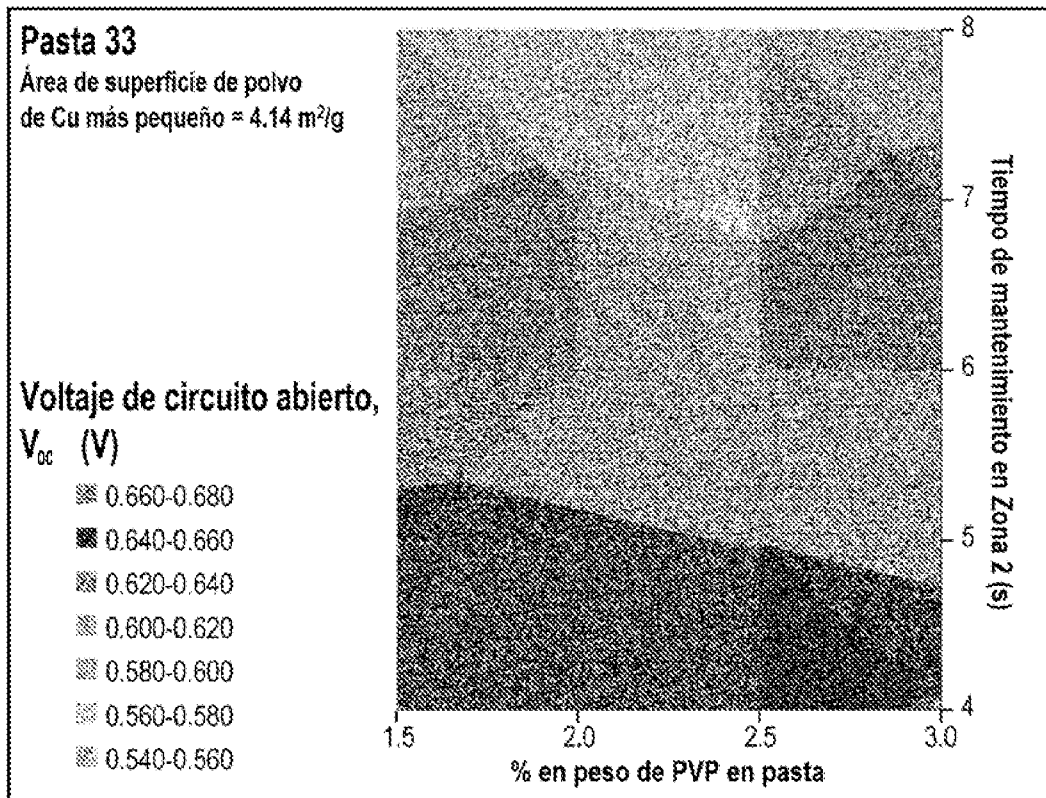 Pasta 33
Área de superficie de polvo
de Cu más pequeño = 4.14 m²/g
Voltaje de circuito abierto,
Voc (V)
0.660-0.680
0.640-0.660
0.620-0.640
0.600-0.620
0.580-0.600
0.560-0.580
0.540-0.560
8
7
6
5
4
Tiempo de mantenimiento en Zona 2 (s)
1.5 2.0 2.5 3.0
% en peso de PVP en pasta